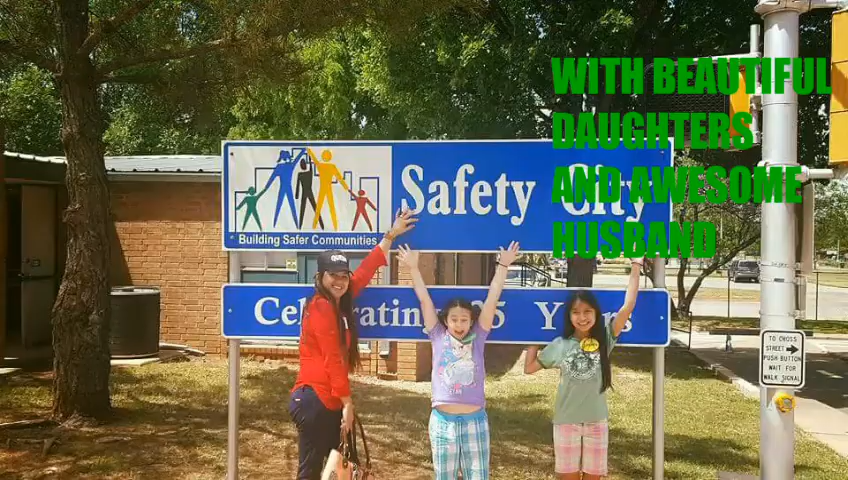 WITH BEAUTIFUL
DAUGHTERS
AND AWESOME
HUSBAND
Safety City
Building Safer Communities
Years
TO CROSS
STREET →
PUSH BUTTON
WAIT FOR
WALK SIGNAL